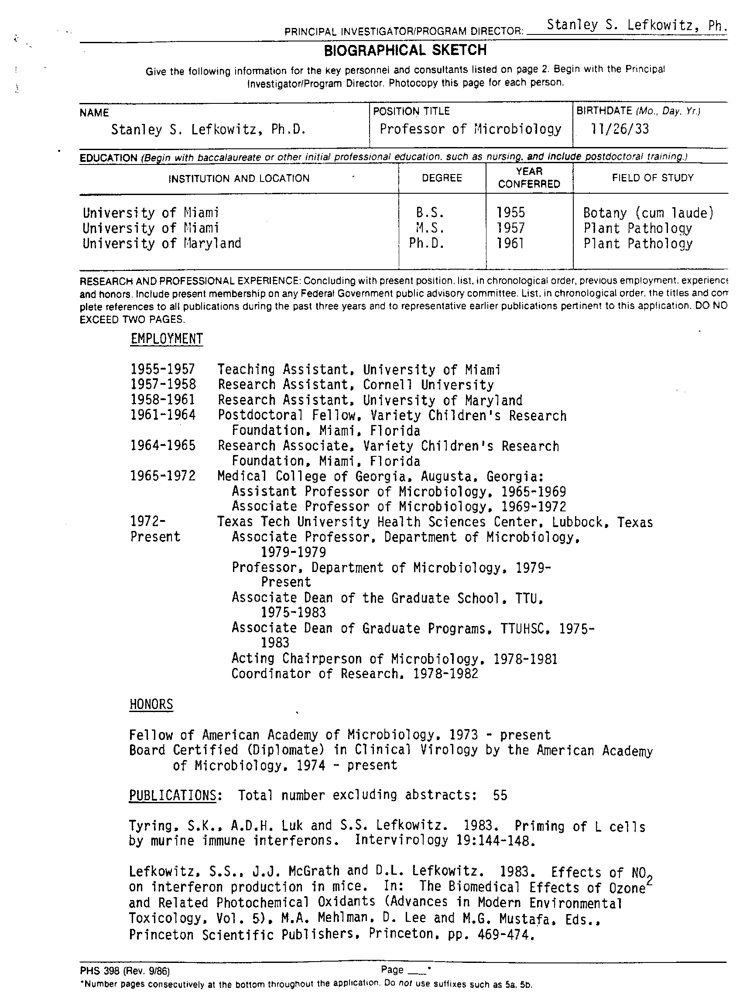 PRINCIPAL INVESTIGATOR/PROGRAM DIRECTOR: Stanley S. Lefkowitz, Ph.
BIOGRAPHICAL SKETCH
Give the following information for the key personnel and consultants listed on page 2. Begin with the Principal
Investigator/Program Director. Photocopy this page for each person.
NAME POSITION TITLE BIRTHDATE (Mo., Day, Yr.)
Stanley S. Lefkowitz, Ph.D. Professor of Microbiology 11/26/33
EDUCATION (Begin with baccalaureate or other initial professional education, such as nursing, and include postdoctoral training.)
INSTITUTION AND LOCATION DEGREE YEAR CONFERRED FIELD OF STUDY
University of Miami B.S. 1955 Botany (cum laude)
University of Miami M.S. 1957 Plant Pathology
University of Maryland Ph.D. 1961 Plant Pathology
RESEARCH AND PROFESSIONAL EXPERIENCE: Concluding with present position, list, in chronological order, previous employment, experience
and honors. Include present membership on any Federal Government public advisory committee. List, in chronological order, the titles and com
plete references to all publications during the past three years and to representative earlier publications pertinent to this application. DO NO
EXCEED TWO PAGES.
EMPLOYMENT
1955-1957 Teaching Assistant, University of Miami
1957-1958 Research Assistant, Cornell University
1958-1961 Research Assistant, University of Maryland
1961-1964 Postdoctoral Fellow, Variety Children's Research
Foundation, Miami, Florida
1964-1965 Research Associate, Variety Children's Research
Foundation, Miami, Florida
1965-1972 Medical College of Georgia, Augusta, Georgia:
Assistant Professor of Microbiology, 1965-1969
Associate Professor of Microbiology, 1969-1972
1972- Texas Tech University Health Sciences Center, Lubbock, Texas
Present Associate Professor, Department of Microbiology,
1979-1979
Professor, Department of Microbiology, 1979-
Present
Associate Dean of the Graduate School, TTU,
1975-1983
Associate Dean of Graduate Programs, TTUHSC, 1975-
1983
Acting Chairperson of Microbiology, 1978-1981
Coordinator of Research, 1978-1982
HONORS
Fellow of American Academy of Microbiology, 1973 - present
Board Certified (Diplomate) in Clinical Virology by the American Academy
of Microbiology, 1974 - present
PUBLICATIONS: Total number excluding abstracts: 55
Tyring, S.K., A.D.H. Luk and S.S. Lefkowitz. 1983. Priming of L cells
by murine immune interferons. Intervirology 19:144-148.
Lefkowitz, S.S., J.J. McGrath and D.L. Lefkowitz. 1983. Effects of NO2
on interferon production in mice. In: The Biomedical Effects of Ozone
and Related Photochemical Oxidants (Advances in Modern Environmental
Toxicology, Vol. 5), M.A. Mehlman, D. Lee and M.G. Mustafa, Eds.,
Princeton Scientific Publishers, Princeton, pp. 469-474.
PHS 398 (Rev. 9/86) Page ___*
*Number pages consecutively at the bottom throughout the application. Do not use suffixes such as 5a, 5b.